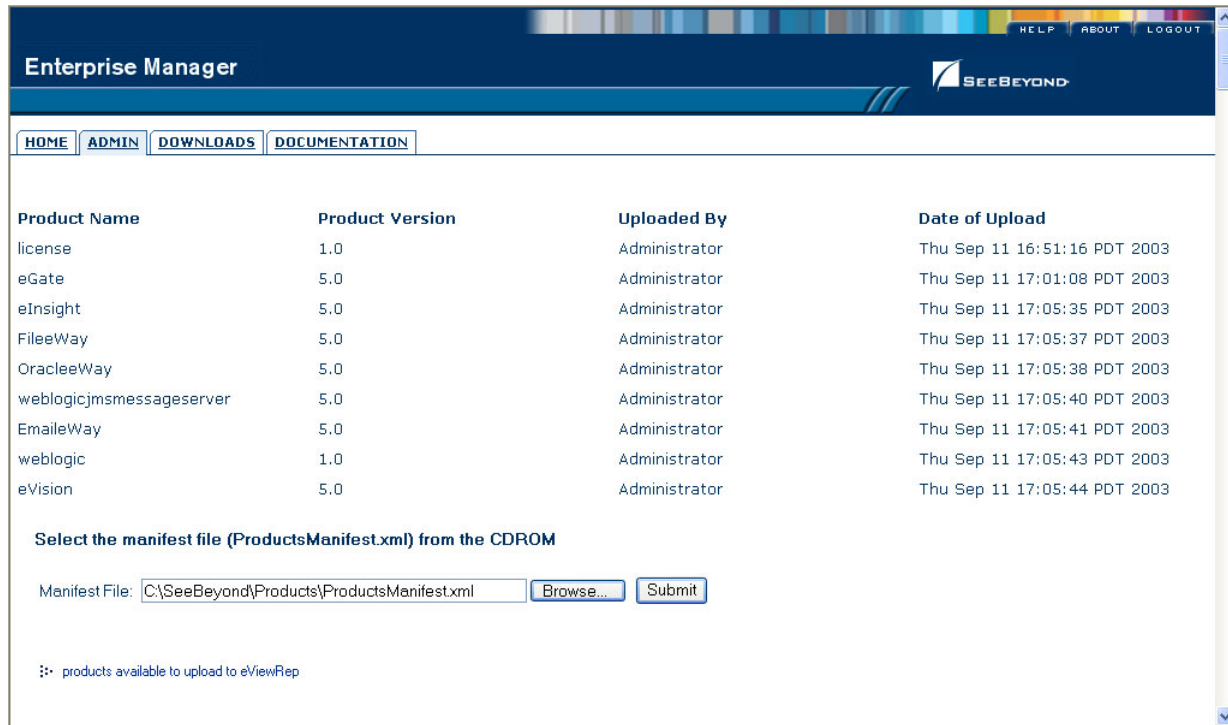 HELP ABOUT LOGOUT
Enterprise Manager
SEEBEYOND
HOME ADMIN DOWNLOADS DOCUMENTATION
Product Name Product Version Uploaded By Date of Upload
license 1.0 Administrator Thu Sep 11 16:51:16 PDT 2003
eGate 5.0 Administrator Thu Sep 11 17:01:08 PDT 2003
eInsight 5.0 Administrator Thu Sep 11 17:05:35 PDT 2003
FileeWay 5.0 Administrator Thu Sep 11 17:05:37 PDT 2003
OracleeWay 5.0 Administrator Thu Sep 11 17:05:38 PDT 2003
weblogicjmsmessageserver 5.0 Administrator Thu Sep 11 17:05:40 PDT 2003
EmaileWay 5.0 Administrator Thu Sep 11 17:05:41 PDT 2003
weblogic 1.0 Administrator Thu Sep 11 17:05:43 PDT 2003
eVision 5.0 Administrator Thu Sep 11 17:05:44 PDT 2003
Select the manifest file (ProductsManifest.xml) from the CDROM
Manifest File: C:\SeeBeyond\Products\ProductsManifest.xml Browse... Submit
products available to upload to eViewRep